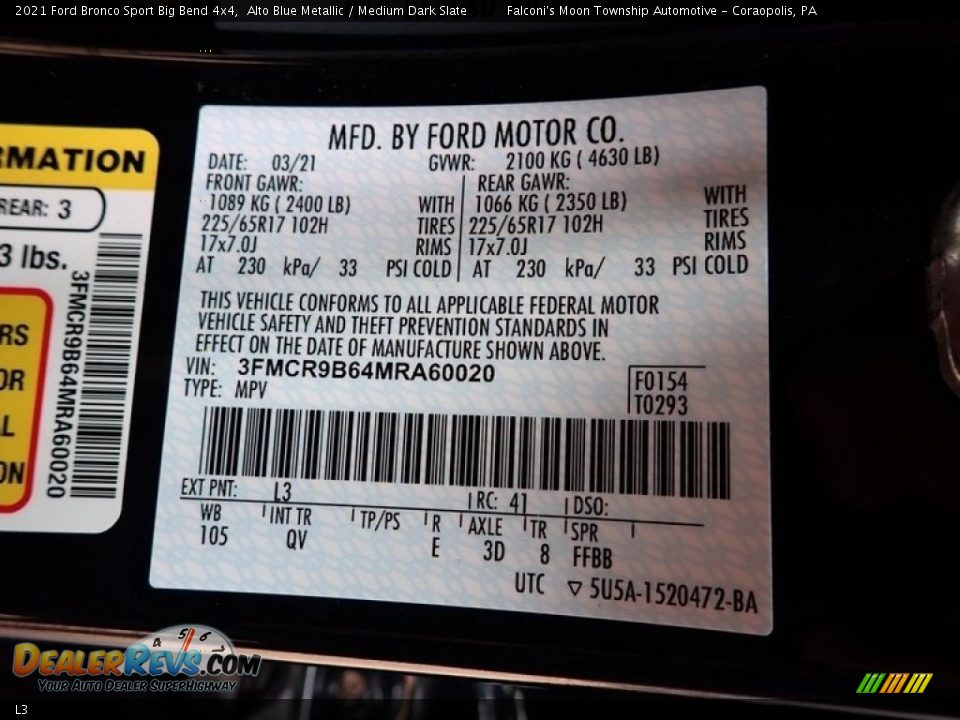 2021 Ford Bronco Sport Big Bend 4x4, Alto Blue Metallic / Medium Dark Slate Falconi's Moon Township Automotive - Coraopolis, PA
RMATION
REAR: 3
3 lbs.
RS
OR
L
ON
3FMCR9B64MRA60020
MFD. BY FORD MOTOR CO.
DATE: 03/21 GVWR: 2100 KG ( 4630 LB)
FRONT GAWR: REAR GAWR:
1089 KG ( 2400 LB) WITH 1066 KG ( 2350 LB) WITH
225/65R17 102H TIRES 225/65R17 102H TIRES
17x7.0J RIMS 17x7.0J RIMS
AT 230 kPa/ 33 PSI COLD AT 230 kPa/ 33 PSI COLD
THIS VEHICLE CONFORMS TO ALL APPLICABLE FEDERAL MOTOR
VEHICLE SAFETY AND THEFT PREVENTION STANDARDS IN
EFFECT ON THE DATE OF MANUFACTURE SHOWN ABOVE.
VIN: 3FMCR9B64MRA60020
TYPE: MPV
F0154
T0293
EXT PNT: L3 RC: 41 DSO:
WB INT TR TP/PS R AXLE TR SPR
105 QV E 3D 8 FFBB
UTC ▽ 5U5A-1520472-BA
4 5 6
DEALERREVS.COM
YOUR AUTO DEALER SUPERHIGHWAY
L3